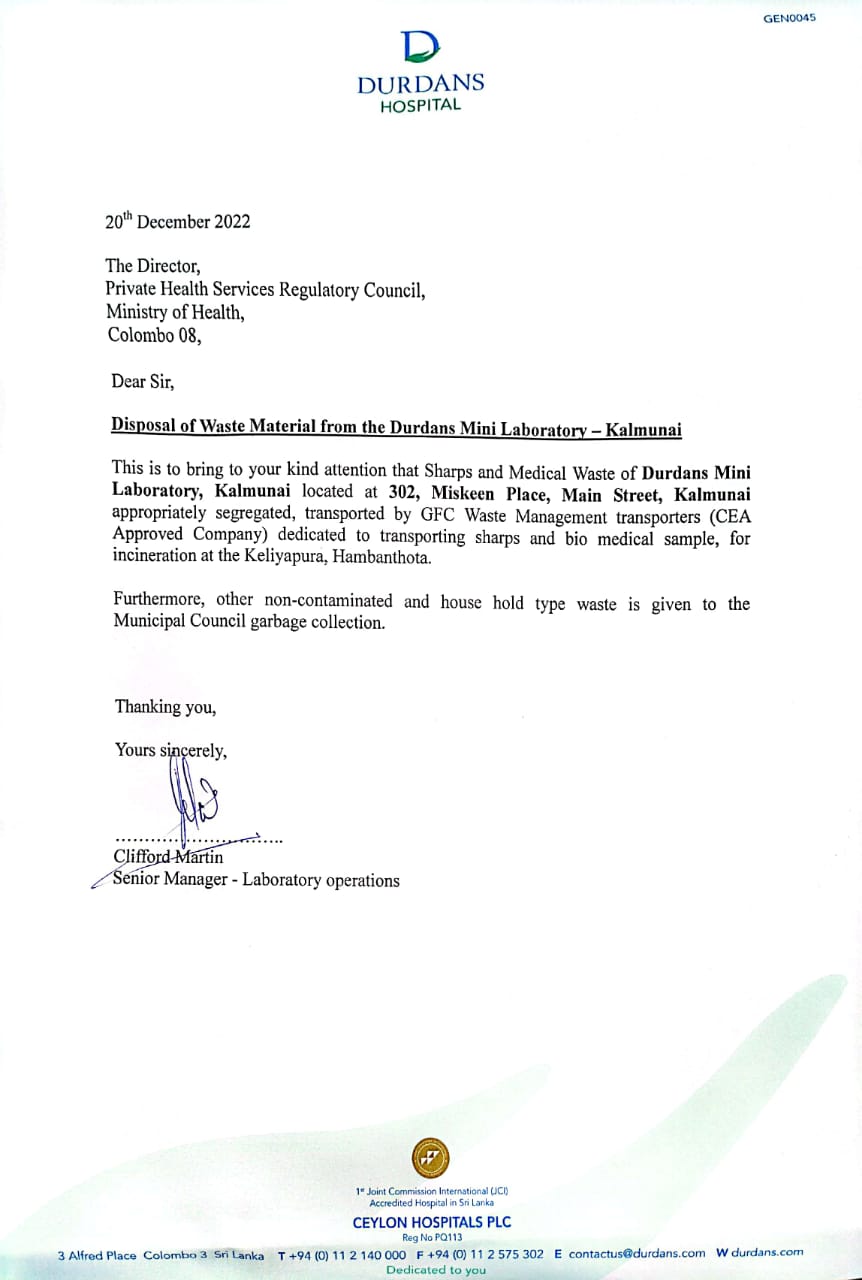 GEN0045
D
DURDANS
HOSPITAL
20th December 2022
The Director,
Private Health Services Regulatory Council,
Ministry of Health,
Colombo 08,
Dear Sir,
Disposal of Waste Material from the Durdans Mini Laboratory – Kalmunai
This is to bring to your kind attention that Sharps and Medical Waste of Durdans Mini
Laboratory, Kalmunai located at 302, Miskeen Place, Main Street, Kalmunai
appropriately segregated, transported by GFC Waste Management transporters (CEA
Approved Company) dedicated to transporting sharps and bio medical sample, for
incineration at the Keliyapura, Hambanthota.
Furthermore, other non-contaminated and house hold type waste is given to the
Municipal Council garbage collection.
Thanking you,
Yours sincerely,
Clifford Martin
Senior Manager - Laboratory operations
1st Joint Commission International (JCI)
Accredited Hospital in Sri Lanka
CEYLON HOSPITALS PLC
Reg No PQ113
3 Alfred Place Colombo 3 Sri Lanka T +94 (0) 11 2 140 000 F +94 (0) 11 2 575 302 E contactus@durdans.com W durdans.com
Dedicated to you